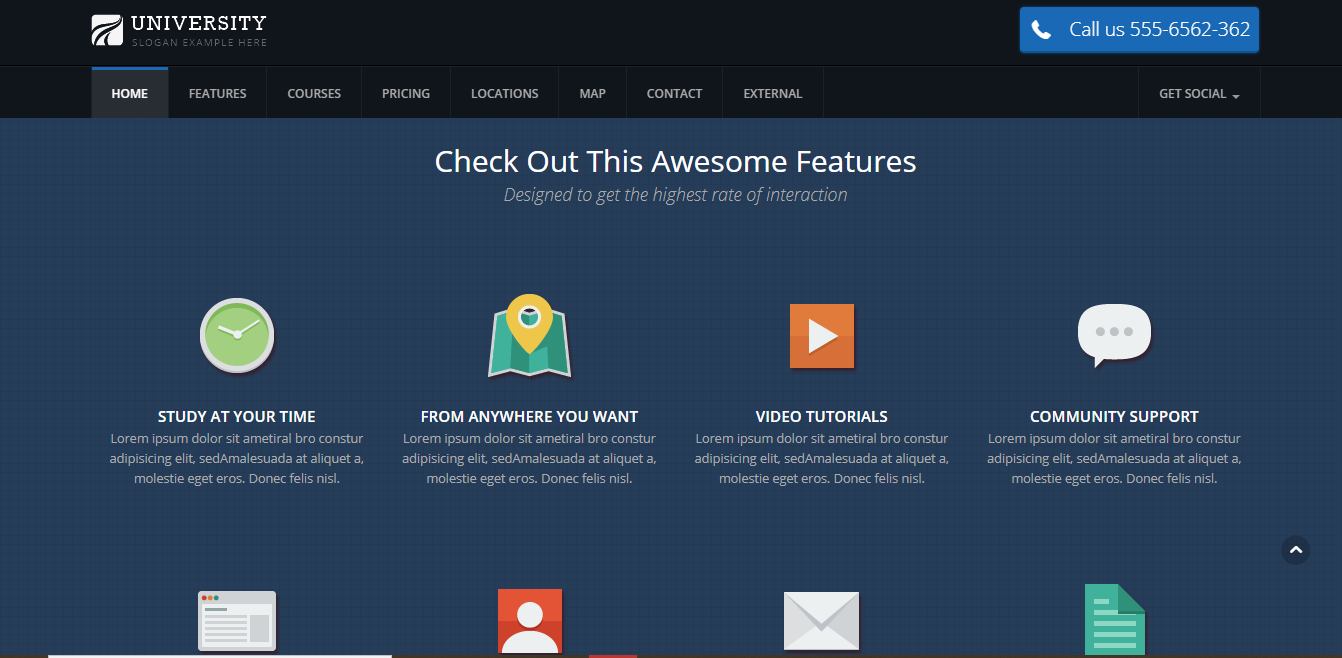 UNIVERSITY
SLOGAN EXAMPLE HERE
Call us 555-6562-362
HOME
FEATURES
COURSES
PRICING
LOCATIONS
MAP
CONTACT
EXTERNAL
GET SOCIAL
Check Out This Awesome Features
Designed to get the highest rate of interaction
STUDY AT YOUR TIME
Lorem ipsum dolor sit ametiral bro constur
adipisicing elit, sedAmalesuada at aliquet a,
molestie eget eros. Donec felis nisl.
FROM ANYWHERE YOU WANT
Lorem ipsum dolor sit ametiral bro constur
adipisicing elit, sedAmalesuada at aliquet a,
molestie eget eros. Donec felis nisl.
VIDEO TUTORIALS
Lorem ipsum dolor sit ametiral bro constur
adipisicing elit, sedAmalesuada at aliquet a,
molestie eget eros. Donec felis nisl.
COMMUNITY SUPPORT
Lorem ipsum dolor sit ametiral bro constur
adipisicing elit, sedAmalesuada at aliquet a,
molestie eget eros. Donec felis nisl.